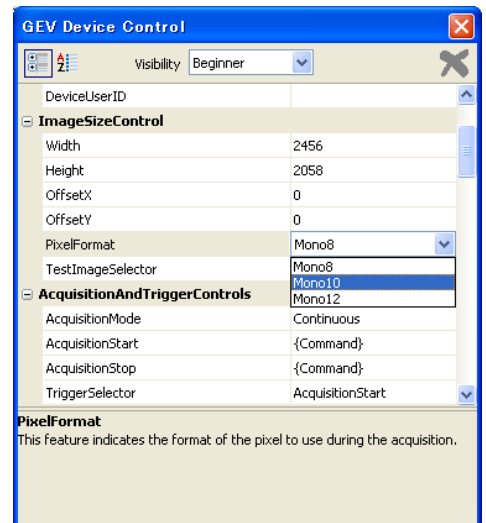 GEV Device Control
Visibility Beginner
DeviceUserID
ImageSizeControl
Width 2456
Height 2058
OffsetX 0
OffsetY 0
PixelFormat Mono8
TestImageSelector Mono8
Mono10
Mono12
AcquisitionAndTriggerControls
AcquisitionMode Continuous
AcquisitionStart {Command}
AcquisitionStop {Command}
TriggerSelector AcquisitionStart
PixelFormat
This feature indicates the format of the pixel to use during the acquisition.